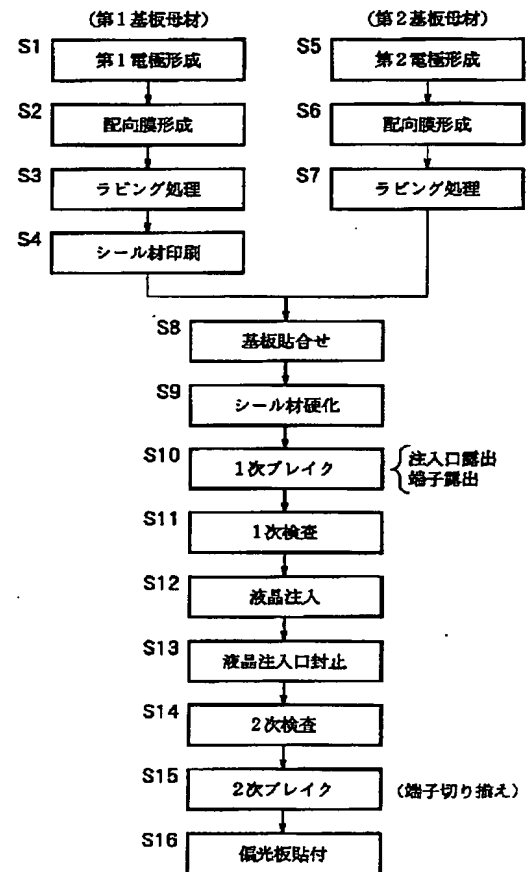 (第1基板母材)
S1 第1電極形成
S2 配向膜形成
S3 ラビング処理
S4 シール材印刷
(第2基板母材)
S5 第2電極形成
S6 配向膜形成
S7 ラビング処理
S8 基板貼合せ
S9 シール材硬化
S10 1次ブレイク
注入口露出
端子露出
S11 1次検査
S12 液晶注入
S13 液晶注入口封止
S14 2次検査
S15 2次ブレイク (端子切り揃え)
S16 偏光板貼付